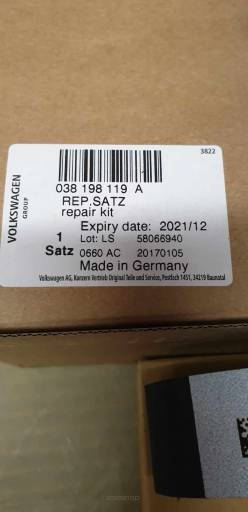 3822
VOLKSWAGEN
GROUP
038 198 119 A
REP.SATZ
repair kit
Expiry date: 2021/12
1 Lot: LS 58066940
Satz 0660 AC 20170105
Made in Germany
Volkswagen AG, Konzern Vertrieb Original Teile und Service, Postfach 1451, 34219 Baunatal